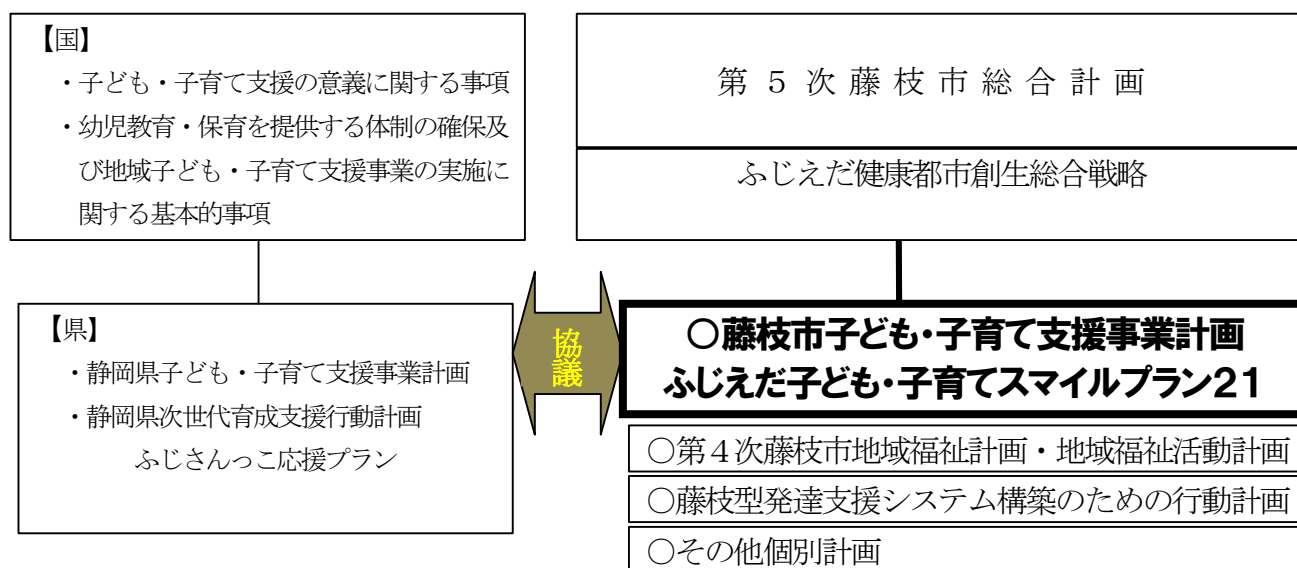 【国】
・子ども・子育て支援の意義に関する事項
・幼児教育・保育を提供する体制の確保及
び地域子ども・子育て支援事業の実施に
関する基本的事項
第５次藤枝市総合計画
ふじえだ健康都市創生総合戦略
【県】
・静岡県子ども・子育て支援事業計画
・静岡県次世代育成支援行動計画
ふじさんっこ応援プラン
協議
○藤枝市子ども・子育て支援事業計画
ふじえだ子ども・子育てスマイルプラン２１
○第４次藤枝市地域福祉計画・地域福祉活動計画
○藤枝型発達支援システム構築のための行動計画
○その他個別計画